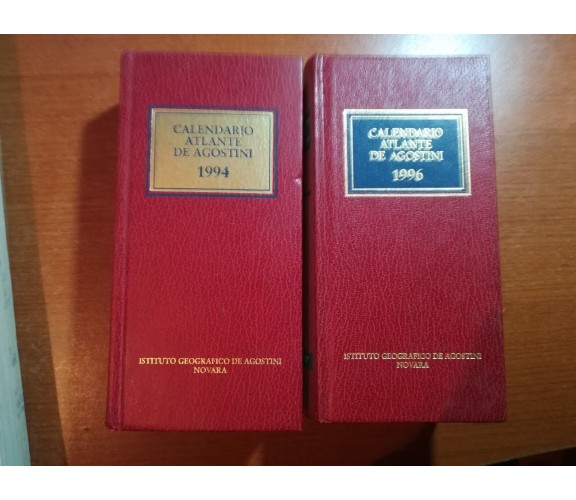 CALENDARIO
ATLANTE
DE AGOSTINI
1994
ISTITUTO GEOGRAFICO DE AGOSTINI
NOVARA
CALENDARIO
ATLANTE
DE AGOSTINI
1996
ISTITUTO GEOGRAFICO DE AGOSTINI
NOVARA